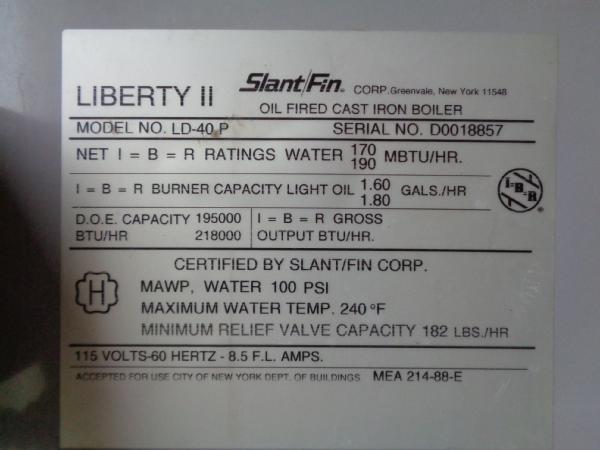 LIBERTY II Slant/Fin. CORP. Greenvale, New York 11548
OIL FIRED CAST IRON BOILER
MODEL NO. LD-40 P SERIAL NO. D0018857
NET I = B = R RATINGS WATER 170 MBTU/HR.
190
I = B = R BURNER CAPACITY LIGHT OIL 1.60 GALS./HR
1.80
I=B=R
D.O.E. CAPACITY 195000 I = B = R GROSS
BTU/HR 218000 OUTPUT BTU/HR.
CERTIFIED BY SLANT/FIN CORP.
H MAWP, WATER 100 PSI
MAXIMUM WATER TEMP. 240 °F
MINIMUM RELIEF VALVE CAPACITY 182 LBS./HR
115 VOLTS-60 HERTZ - 8.5 F.L. AMPS.
ACCEPTED FOR USE CITY OF NEW YORK DEPT. OF BUILDINGS MEA 214-88-E